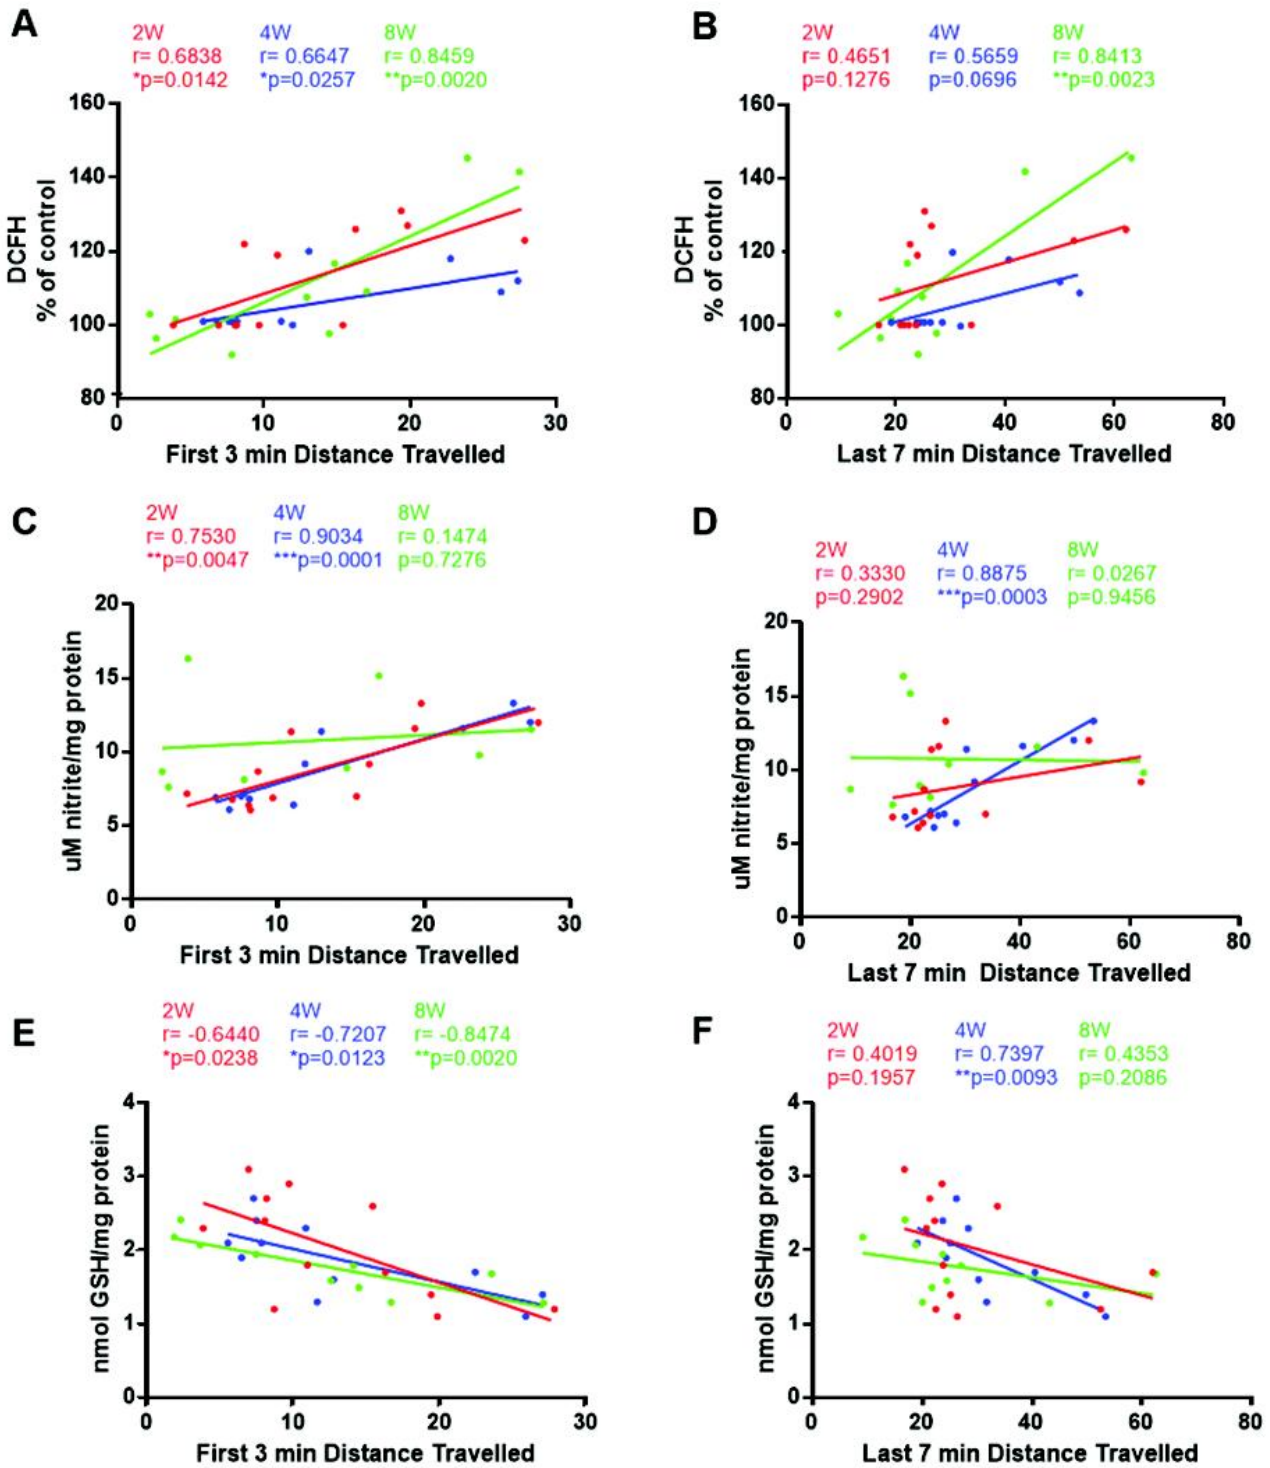 A
2W 4W 8W
r= 0.6838 r= 0.6647 r= 0.8459
*p=0.0142 *p=0.0257 **p=0.0020
160
140
120
100
80
DCFH
% of control
0 10 20 30
First 3 min Distance Travelled
B
2W 4W 8W
r= 0.4651 r= 0.5659 r= 0.8413
p=0.1276 p=0.0696 **p=0.0023
160
140
120
100
80
DCFH
% of control
0 20 40 60 80
Last 7 min Distance Travelled
C
2W 4W 8W
r= 0.7530 r= 0.9034 r= 0.1474
**p=0.0047 ***p=0.0001 p=0.7276
20
15
10
5
0
uM nitrite/mg protein
0 10 20 30
First 3 min Distance Travelled
D
2W 4W 8W
r= 0.3330 r= 0.8875 r= 0.0267
p=0.2902 ***p=0.0003 p=0.9456
20
15
10
5
0
uM nitrite/mg protein
0 20 40 60 80
Last 7 min Distance Travelled
E
2W 4W 8W
r= -0.6440 r= -0.7207 r= -0.8474
*p=0.0238 *p=0.0123 **p=0.0020
4
3
2
1
0
nmol GSH/mg protein
0 10 20 30
First 3 min Distance Travelled
F
2W 4W 8W
r= 0.4019 r= 0.7397 r= 0.4353
p=0.1957 **p=0.0093 p=0.2086
4
3
2
1
0
nmol GSH/mg protein
0 20 40 60 80
Last 7 min Distance Travelled